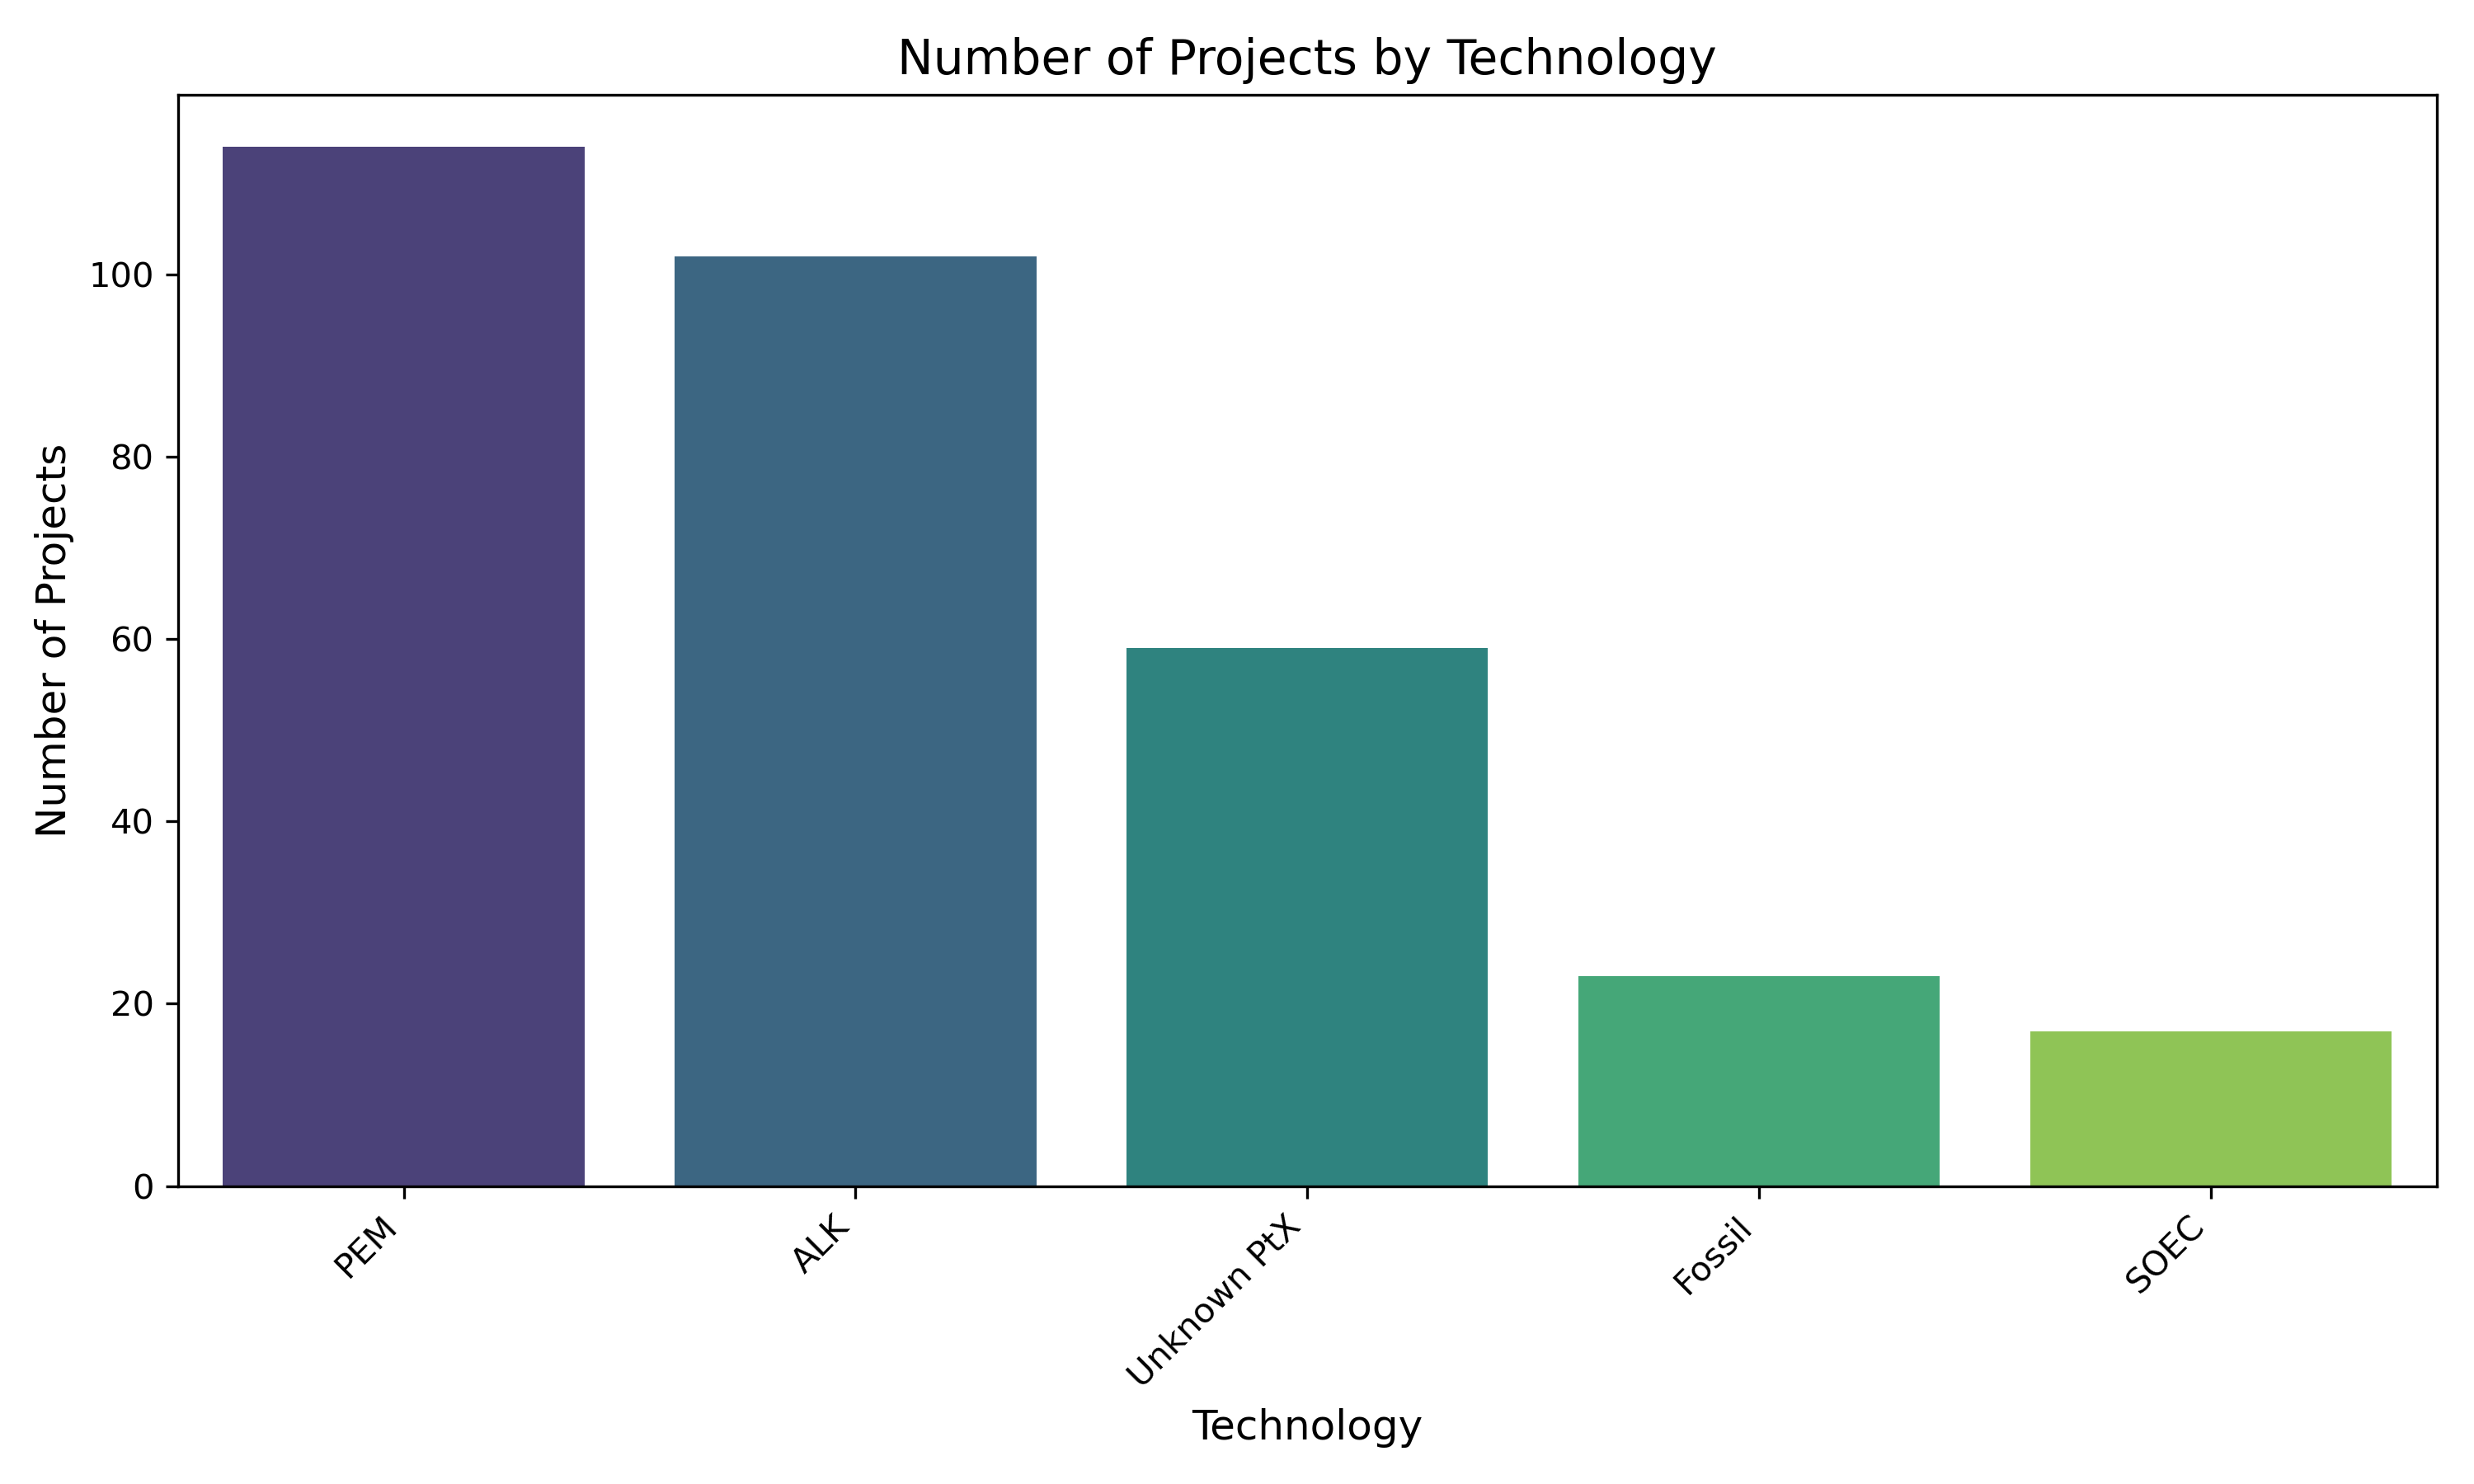 Number of Projects by Technology
Number of Projects
100
80
60
40
20
0
PEM
ALK
Unknown PtX
Fossil
SOEC
Technology